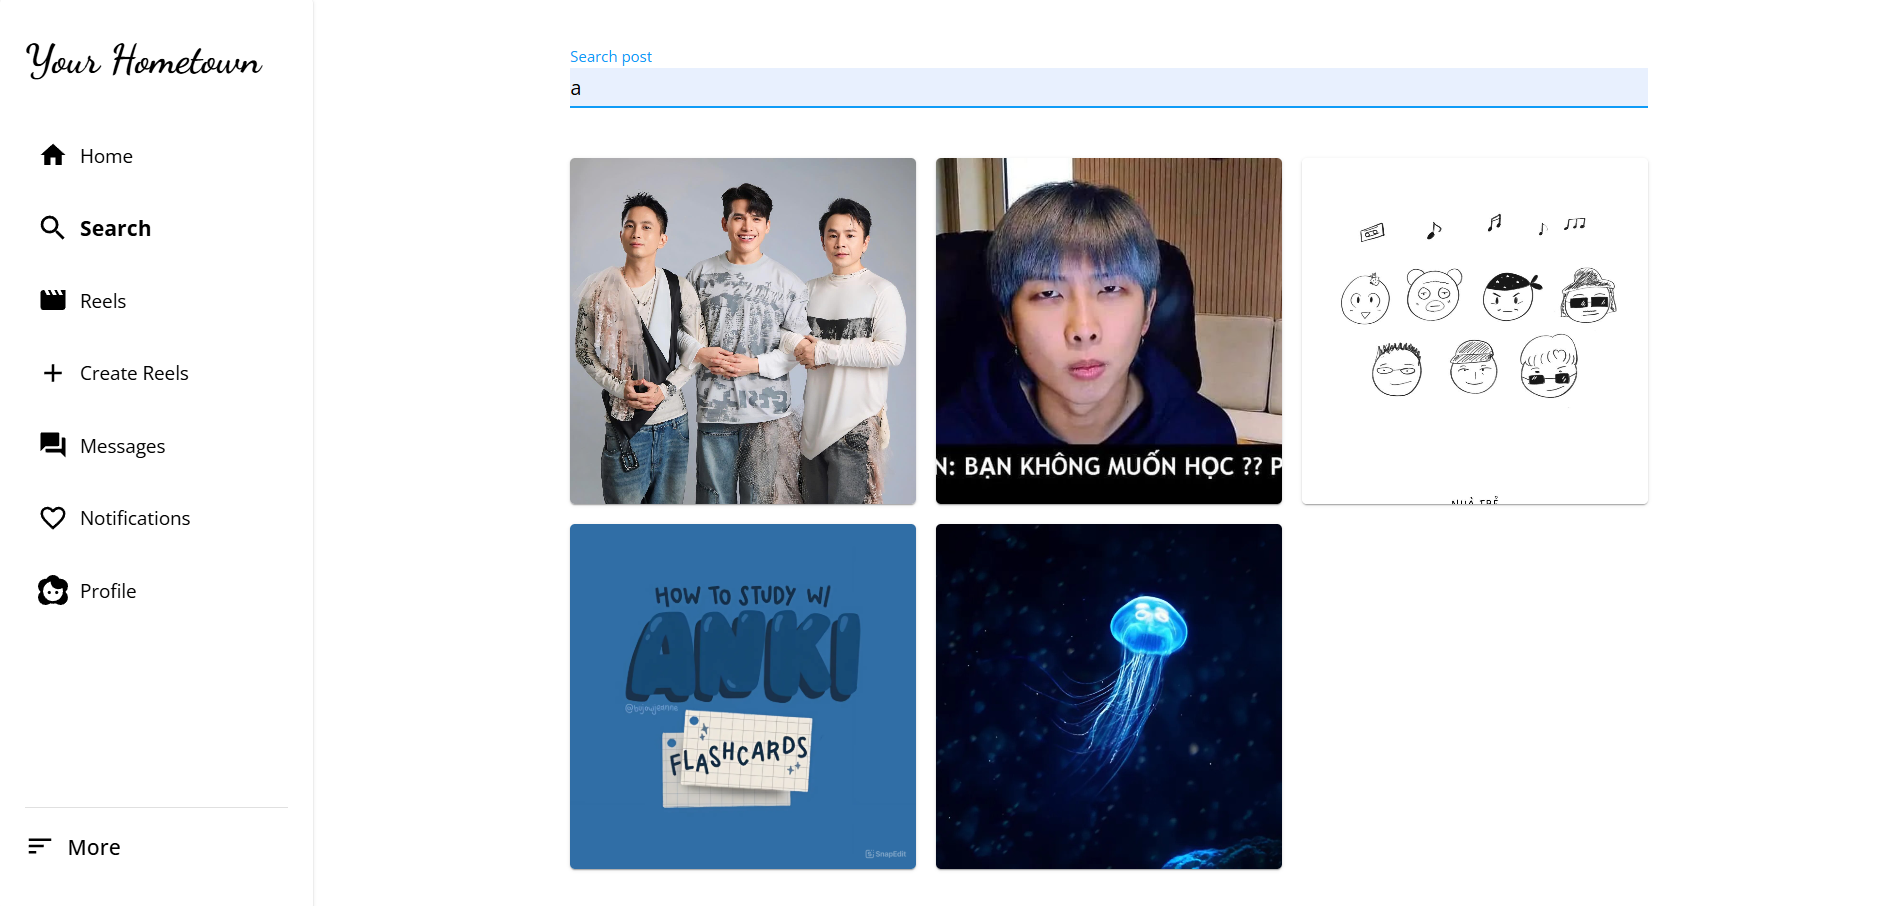 Your Hometown
Home
Search
Reels
Create Reels
Messages
Notifications
Profile
More
Search post
a
N: BẠN KHÔNG MUỐN HỌC ?? P
NHÀ TRẺ
HOW TO STUDY W/
ANKI
FLASHCARDS
SnapEdit